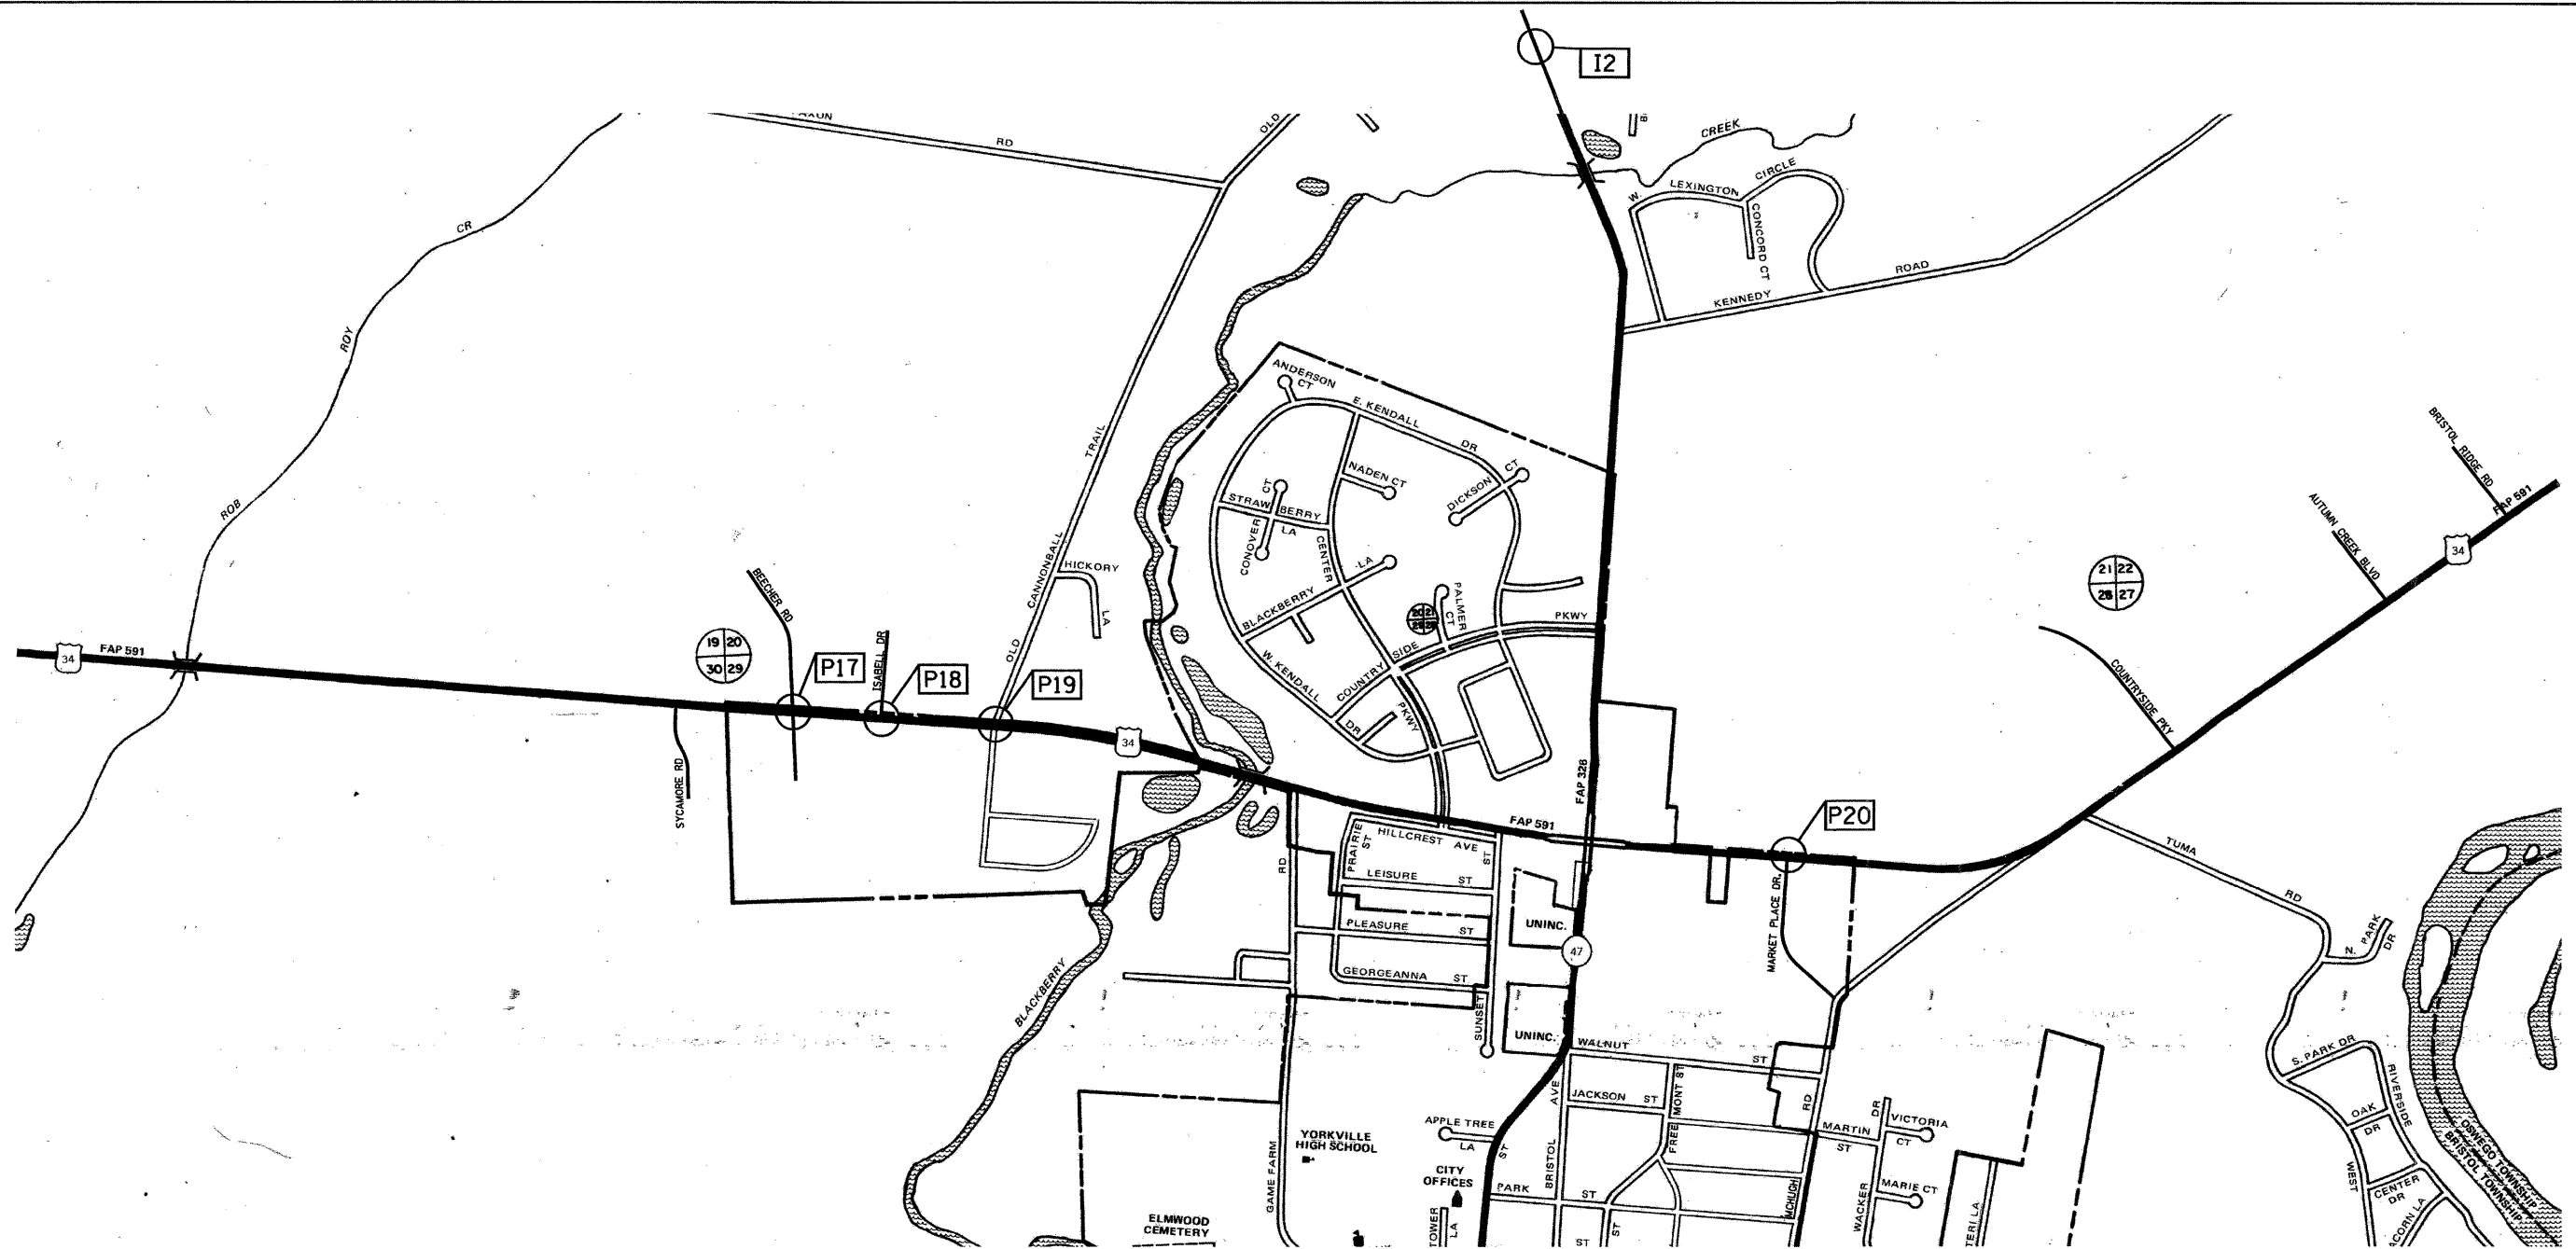 I2
RD
OLD
CREEK
W. LEXINGTON CIRCLE
CONCORD CT
KENNEDY ROAD
ROB ROY CR
ANDERSON CT
E. KENDALL DR
NADEN CT
DICKSON CT
STRAW BERRY LA
CONOVER CT
CENTER
BLACKBERRY LA
PALMER CT
COUNTRY SIDE PKWY
PKWY
W. KENDALL DR
OLD CANNONBALL TRAIL
HICKORY LA
BRISTOL RIDGE RD
FAP 591
34
AUTUMN CREEK BLVD
21 22
28 27
COUNTRYSIDE PKY
BEECHER RD
ISABELL DR
19 20
30 29
P17
P18
P19
34
FAP 591
SYCAMORE RD
34
FAP 328
FAP 591
P20
MARKET PLACE DR.
TUMA RD
N. PARK DR
PRAIRIE ST
HILLCREST AVE
ST
LEISURE ST
PLEASURE ST
GEORGEANNA ST
SUNSET
UNINC.
47
UNINC.
RD
GAME FARM
BLACKBERRY
WALNUT ST
JACKSON ST
FREE MONT ST
BRISTOL AVE
APPLE TREE LA
ST
YORKVILLE
HIGH SCHOOL
CITY
OFFICES
PARK ST
TOWER LA
ELMWOOD
CEMETERY
ST
ST
MCHUGH RD
MARTIN ST
VICTORIA CT
WACKER DR
MARIE CT
TERI LA
S. PARK DR
RIVERSIDE
OAK DR
WEST
CENTER DR
ACORN LA
OSWEGO TOWNSHIP
BRISTOL TOWNSHIP